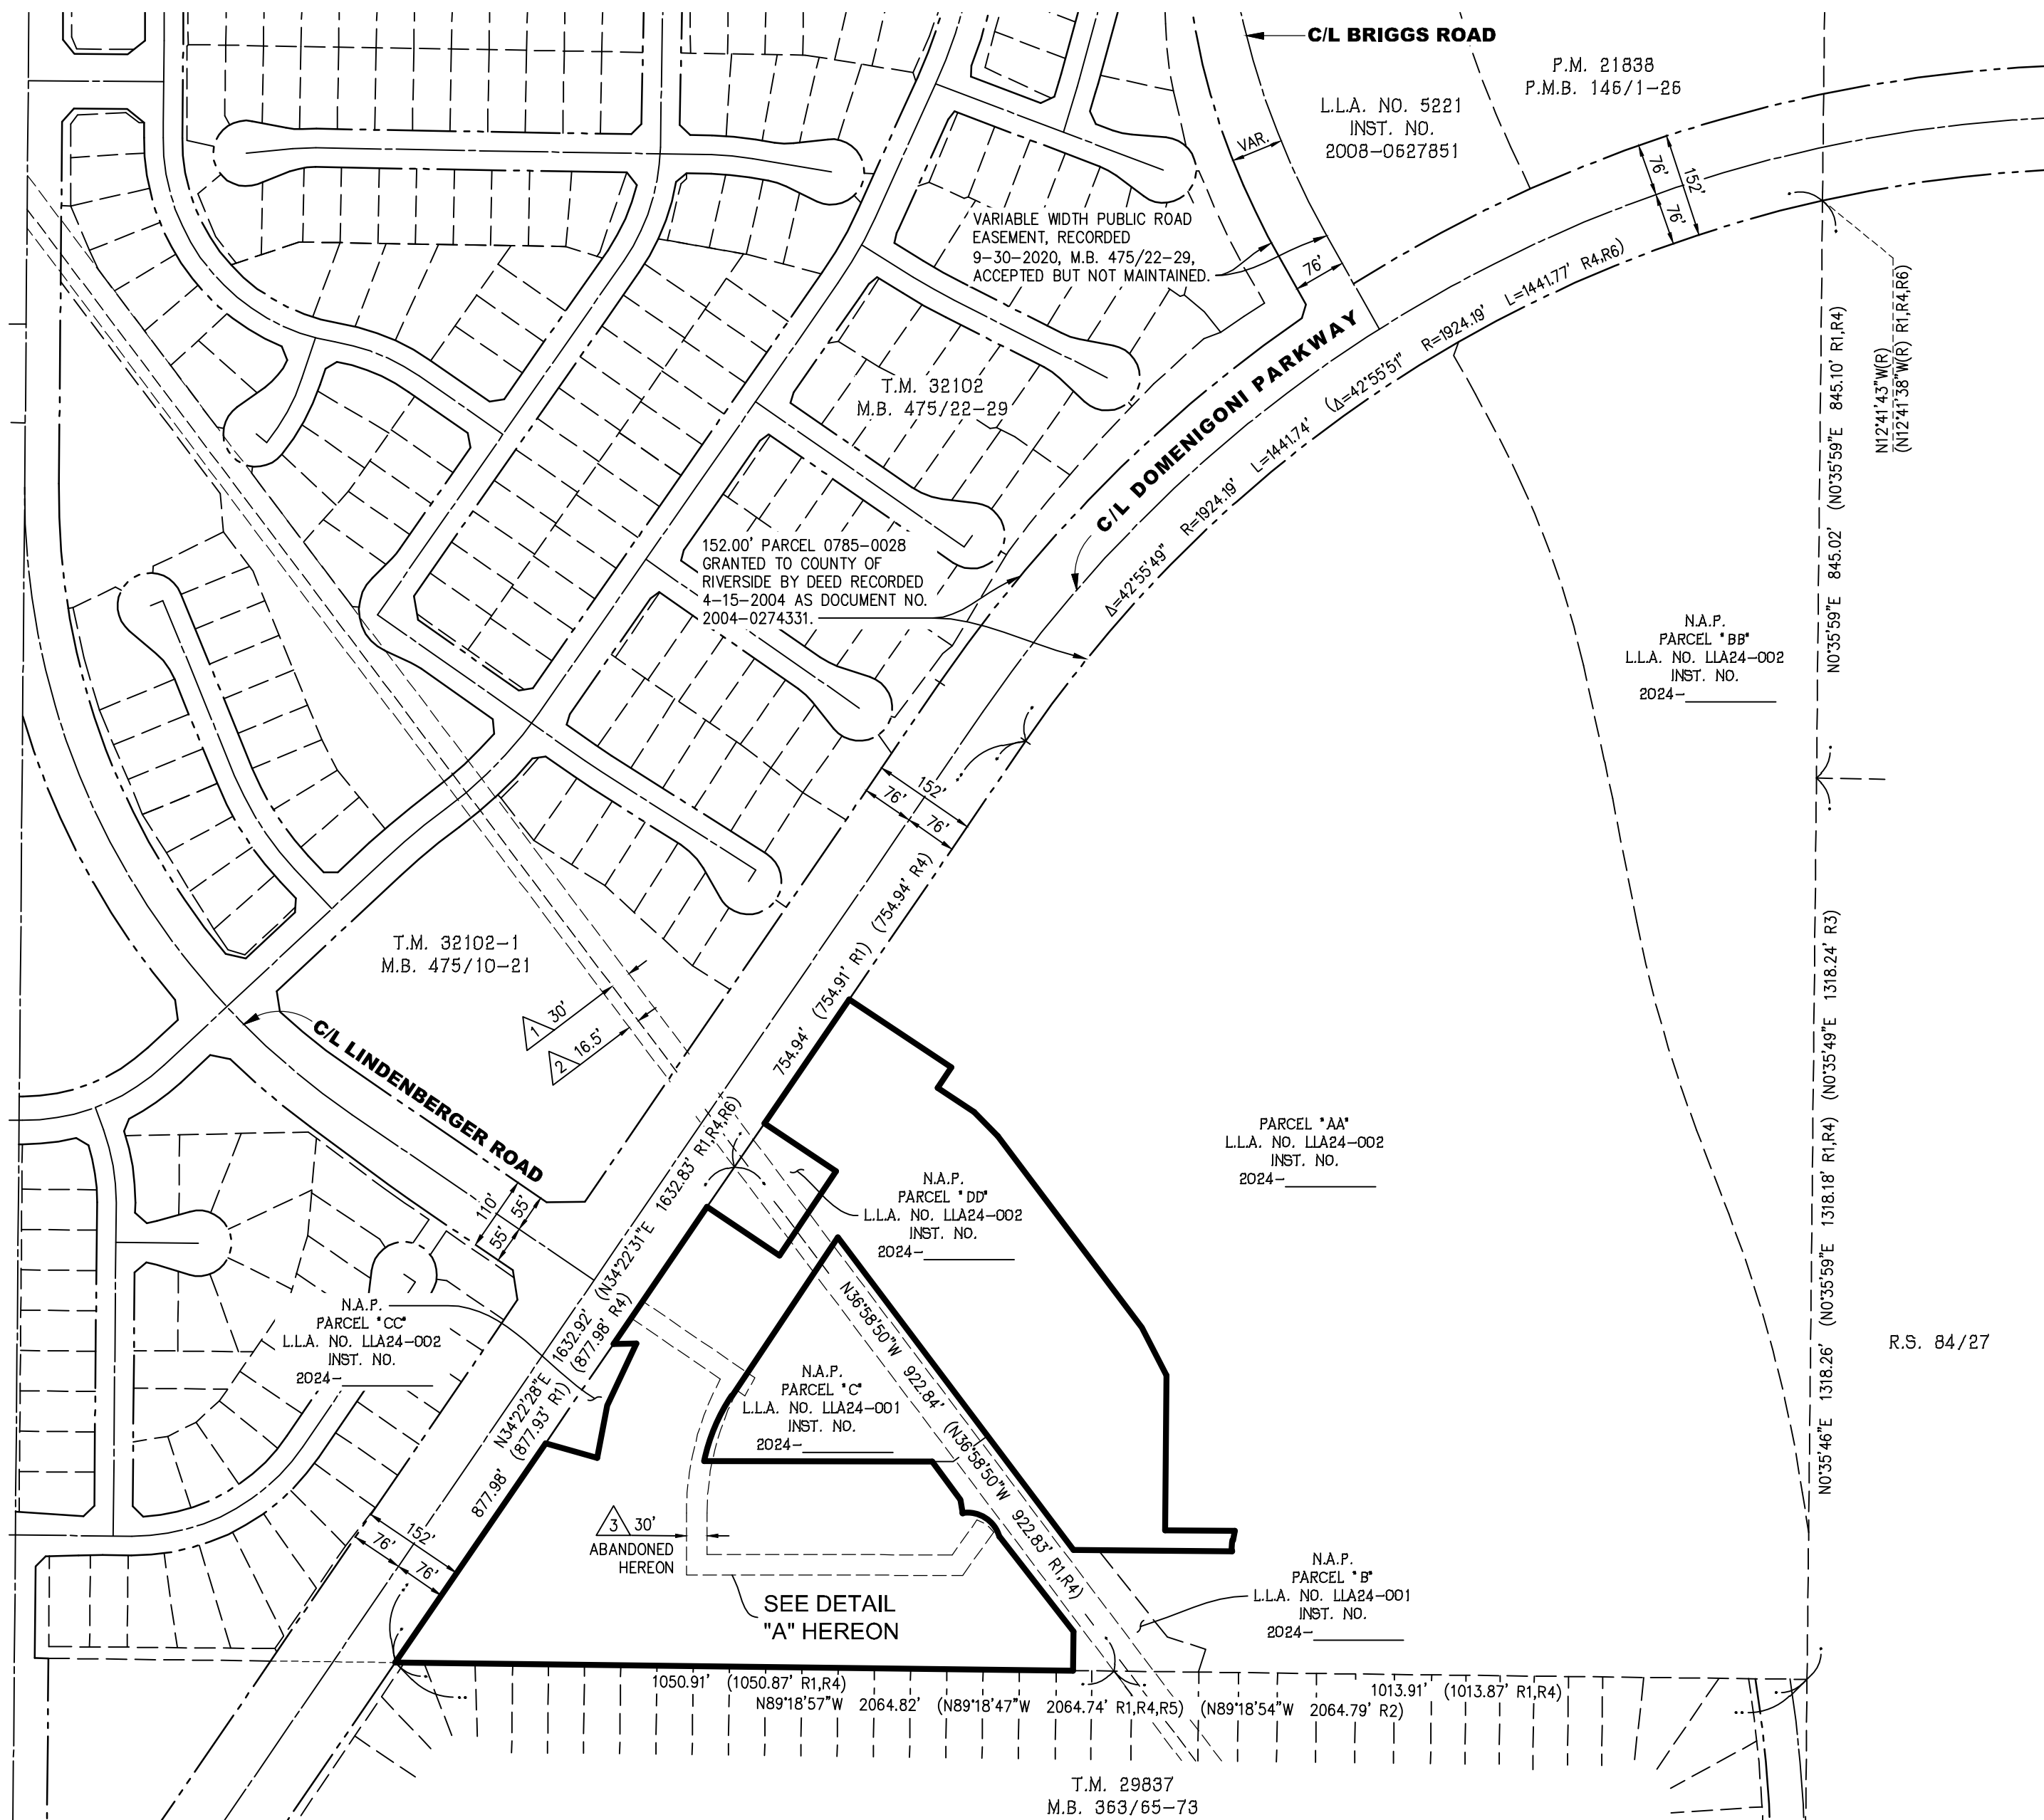 C/L BRIGGS ROAD
P.M. 21838
P.M.B. 146/1-26
L.L.A. NO. 5221
INST. NO.
2008-0627851
VAR.
76'
152'
76'
VARIABLE WIDTH PUBLIC ROAD
EASEMENT, RECORDED
9-30-2020, M.B. 475/22-29,
ACCEPTED BUT NOT MAINTAINED.
76'
C/L DOMENIGONI PARKWAY
Δ=42°55'49" R=1924.19' L=1441.74' (Δ=42°55'51" R=1924.19' L=1441.77' R4,R6)
N12°41'43"W(R)
(N12°41'38"W(R) R1,R4,R6)
N0°35'59"E 845.02' (N0°35'59"E 845.10' R1,R4)
T.M. 32102
M.B. 475/22-29
152.00' PARCEL 0785-0028
GRANTED TO COUNTY OF
RIVERSIDE BY DEED RECORDED
4-15-2004 AS DOCUMENT NO.
2004-0274331.
N.A.P.
PARCEL "BB"
L.L.A. NO. LLA24-002
INST. NO.
2024-
152'
76'
76'
754.94' (754.91' R1) (754.94' R4)
T.M. 32102-1
M.B. 475/10-21
1 30'
2 16.5'
C/L LINDENBERGER ROAD
110'
55'
55'
N34°22'28"E 1632.92' (N34°22'31"E 1632.83' R1,R4,R6)
877.98' (877.93' R1) (877.98' R4)
PARCEL "AA"
L.L.A. NO. LLA24-002
INST. NO.
2024-
N.A.P.
PARCEL "DD"
L.L.A. NO. LLA24-002
INST. NO.
2024-
N0°35'46"E 1318.26' (N0°35'59"E 1318.18' R1,R4) (N0°35'49"E 1318.24' R3)
R.S. 84/27
N.A.P.
PARCEL "CC"
L.L.A. NO. LLA24-002
INST. NO.
2024-
N.A.P.
PARCEL "C"
L.L.A. NO. LLA24-001
INST. NO.
2024-
N36°58'50"W 922.84' (N36°58'50"W 922.83' R1,R4)
152'
76'
76'
3 30'
ABANDONED
HEREON
SEE DETAIL
"A" HEREON
N.A.P.
PARCEL "B"
L.L.A. NO. LLA24-001
INST. NO.
2024-
1050.91' (1050.87' R1,R4)
1013.91' (1013.87' R1,R4)
N89°18'57"W 2064.82' (N89°18'47"W 2064.74' R1,R4,R5) (N89°18'54"W 2064.79' R2)
T.M. 29837
M.B. 363/65-73